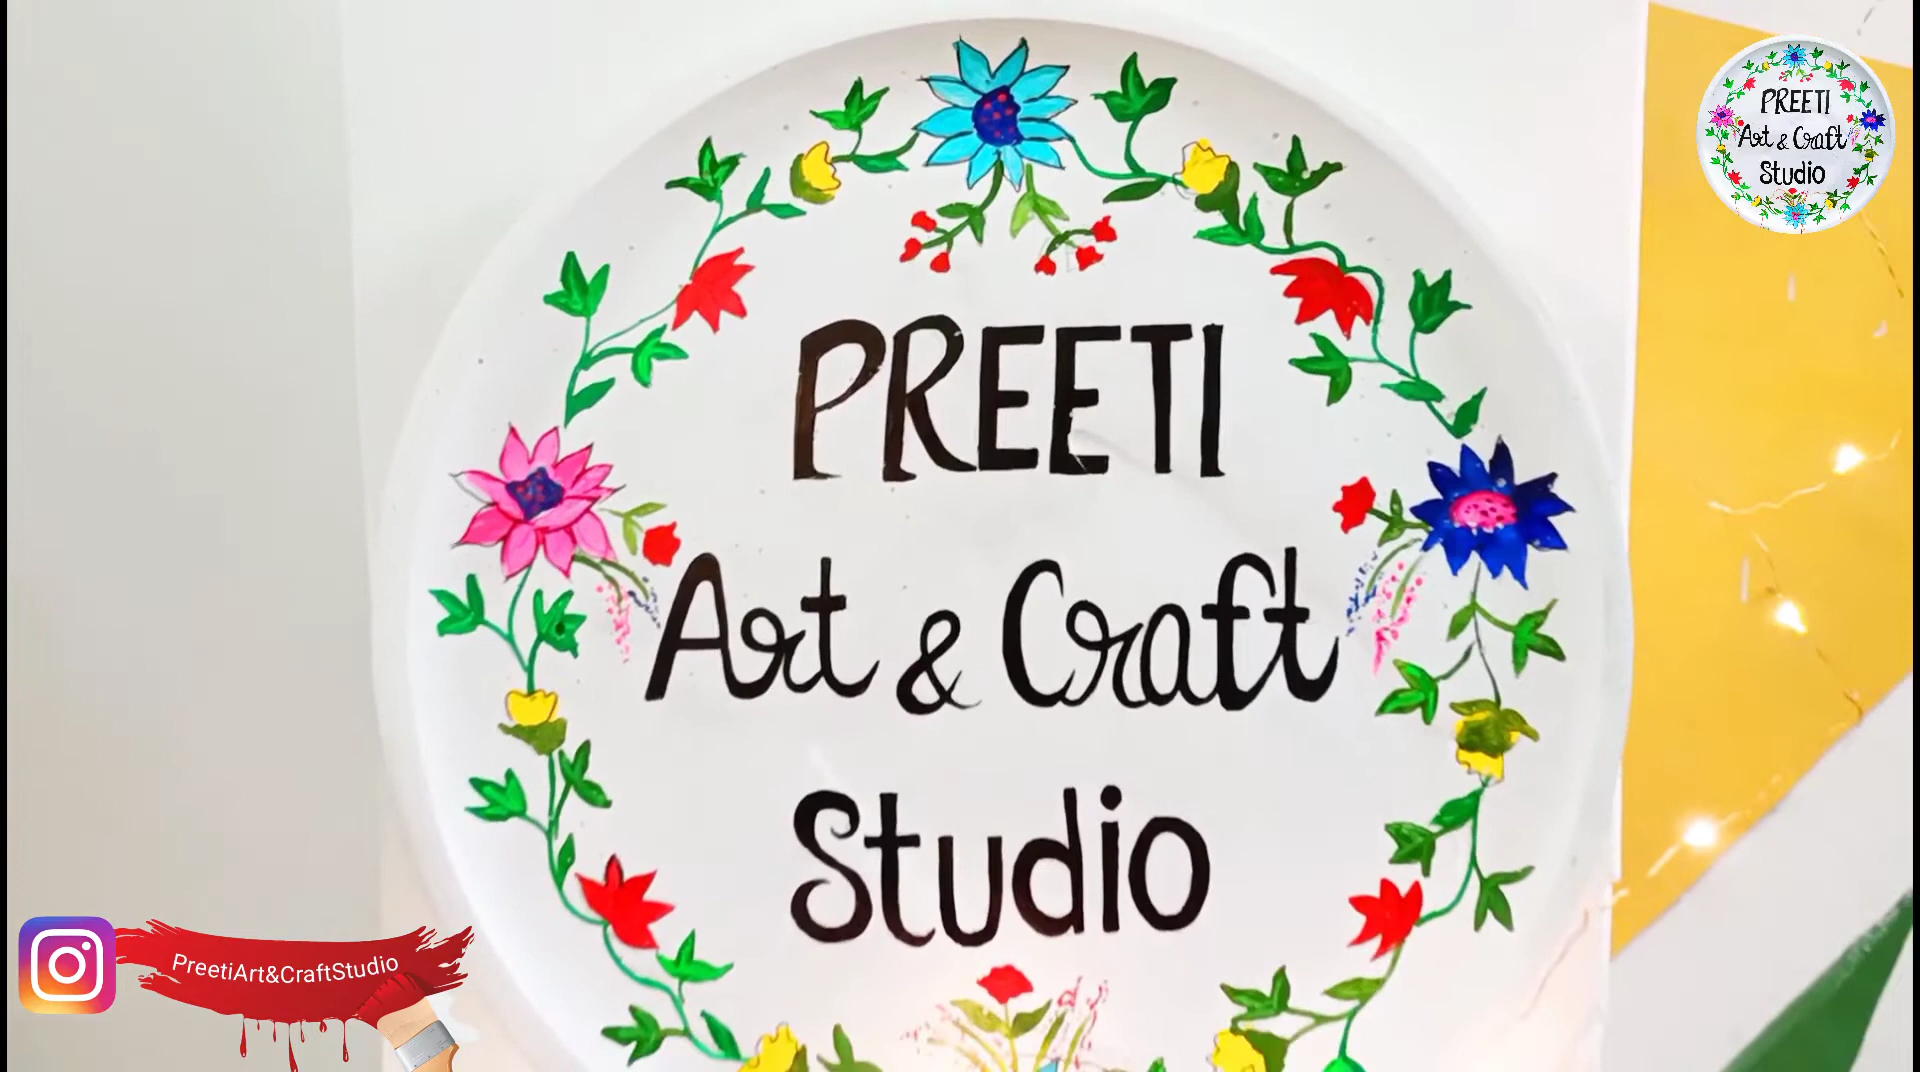 PREETI
Art & Craft
Studio
PREETI
Art & Craft
Studio
PreetiArt&CraftStudio